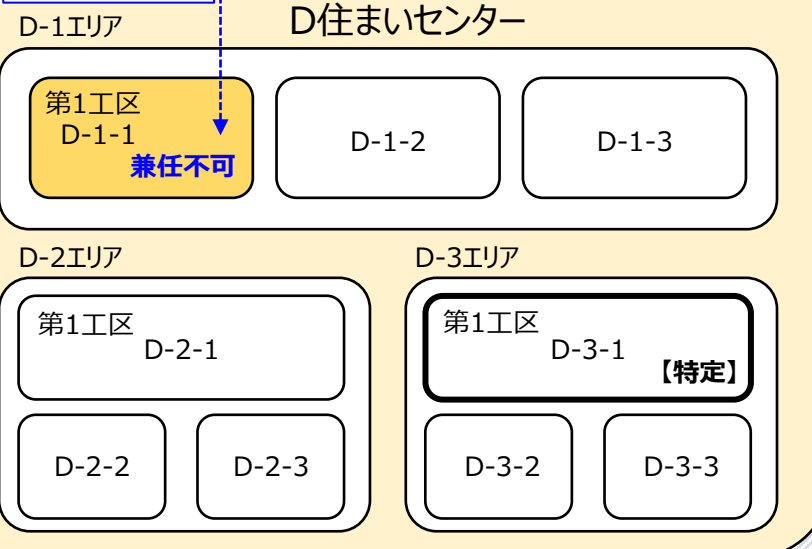 D住まいセンター
D-1エリア
第1工区
D-1-1
兼任不可
D-1-2
D-1-3
D-2エリア
第1工区
D-2-1
D-2-2
D-2-3
D-3エリア
第1工区
D-3-1
【特定】
D-3-2
D-3-3